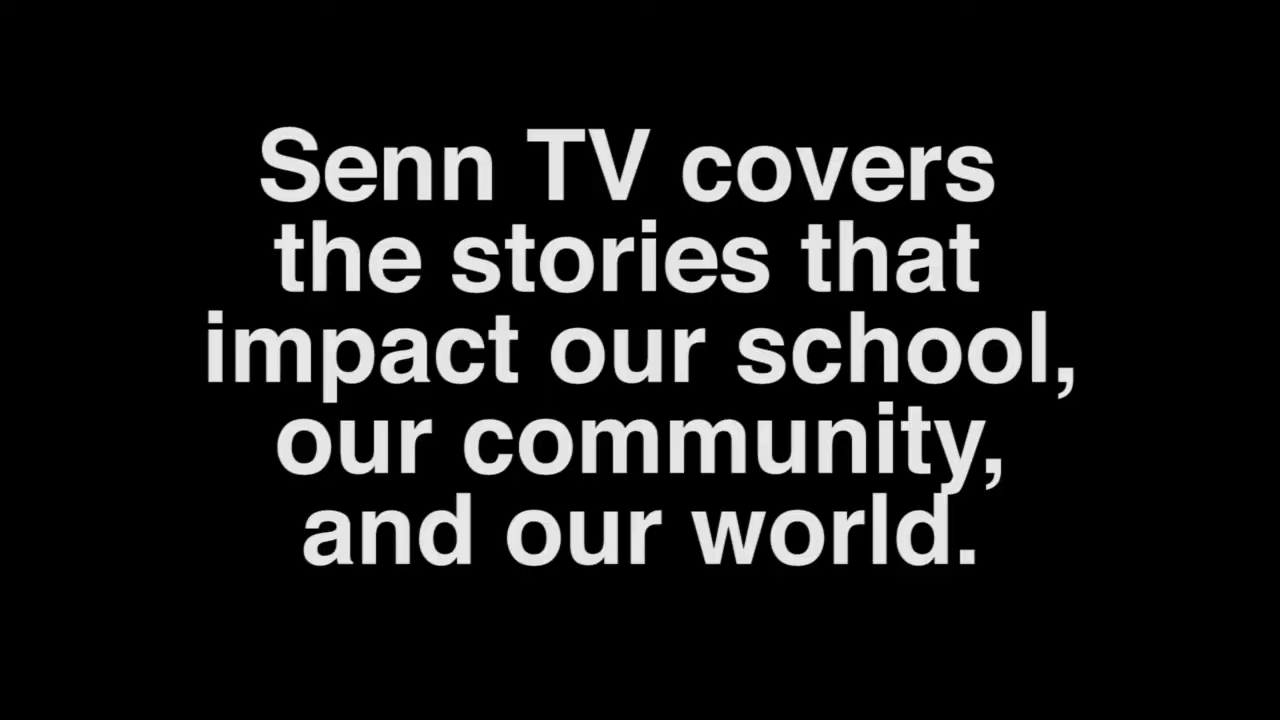 Senn TV covers
the stories that
impact our school,
our community,
and our world.